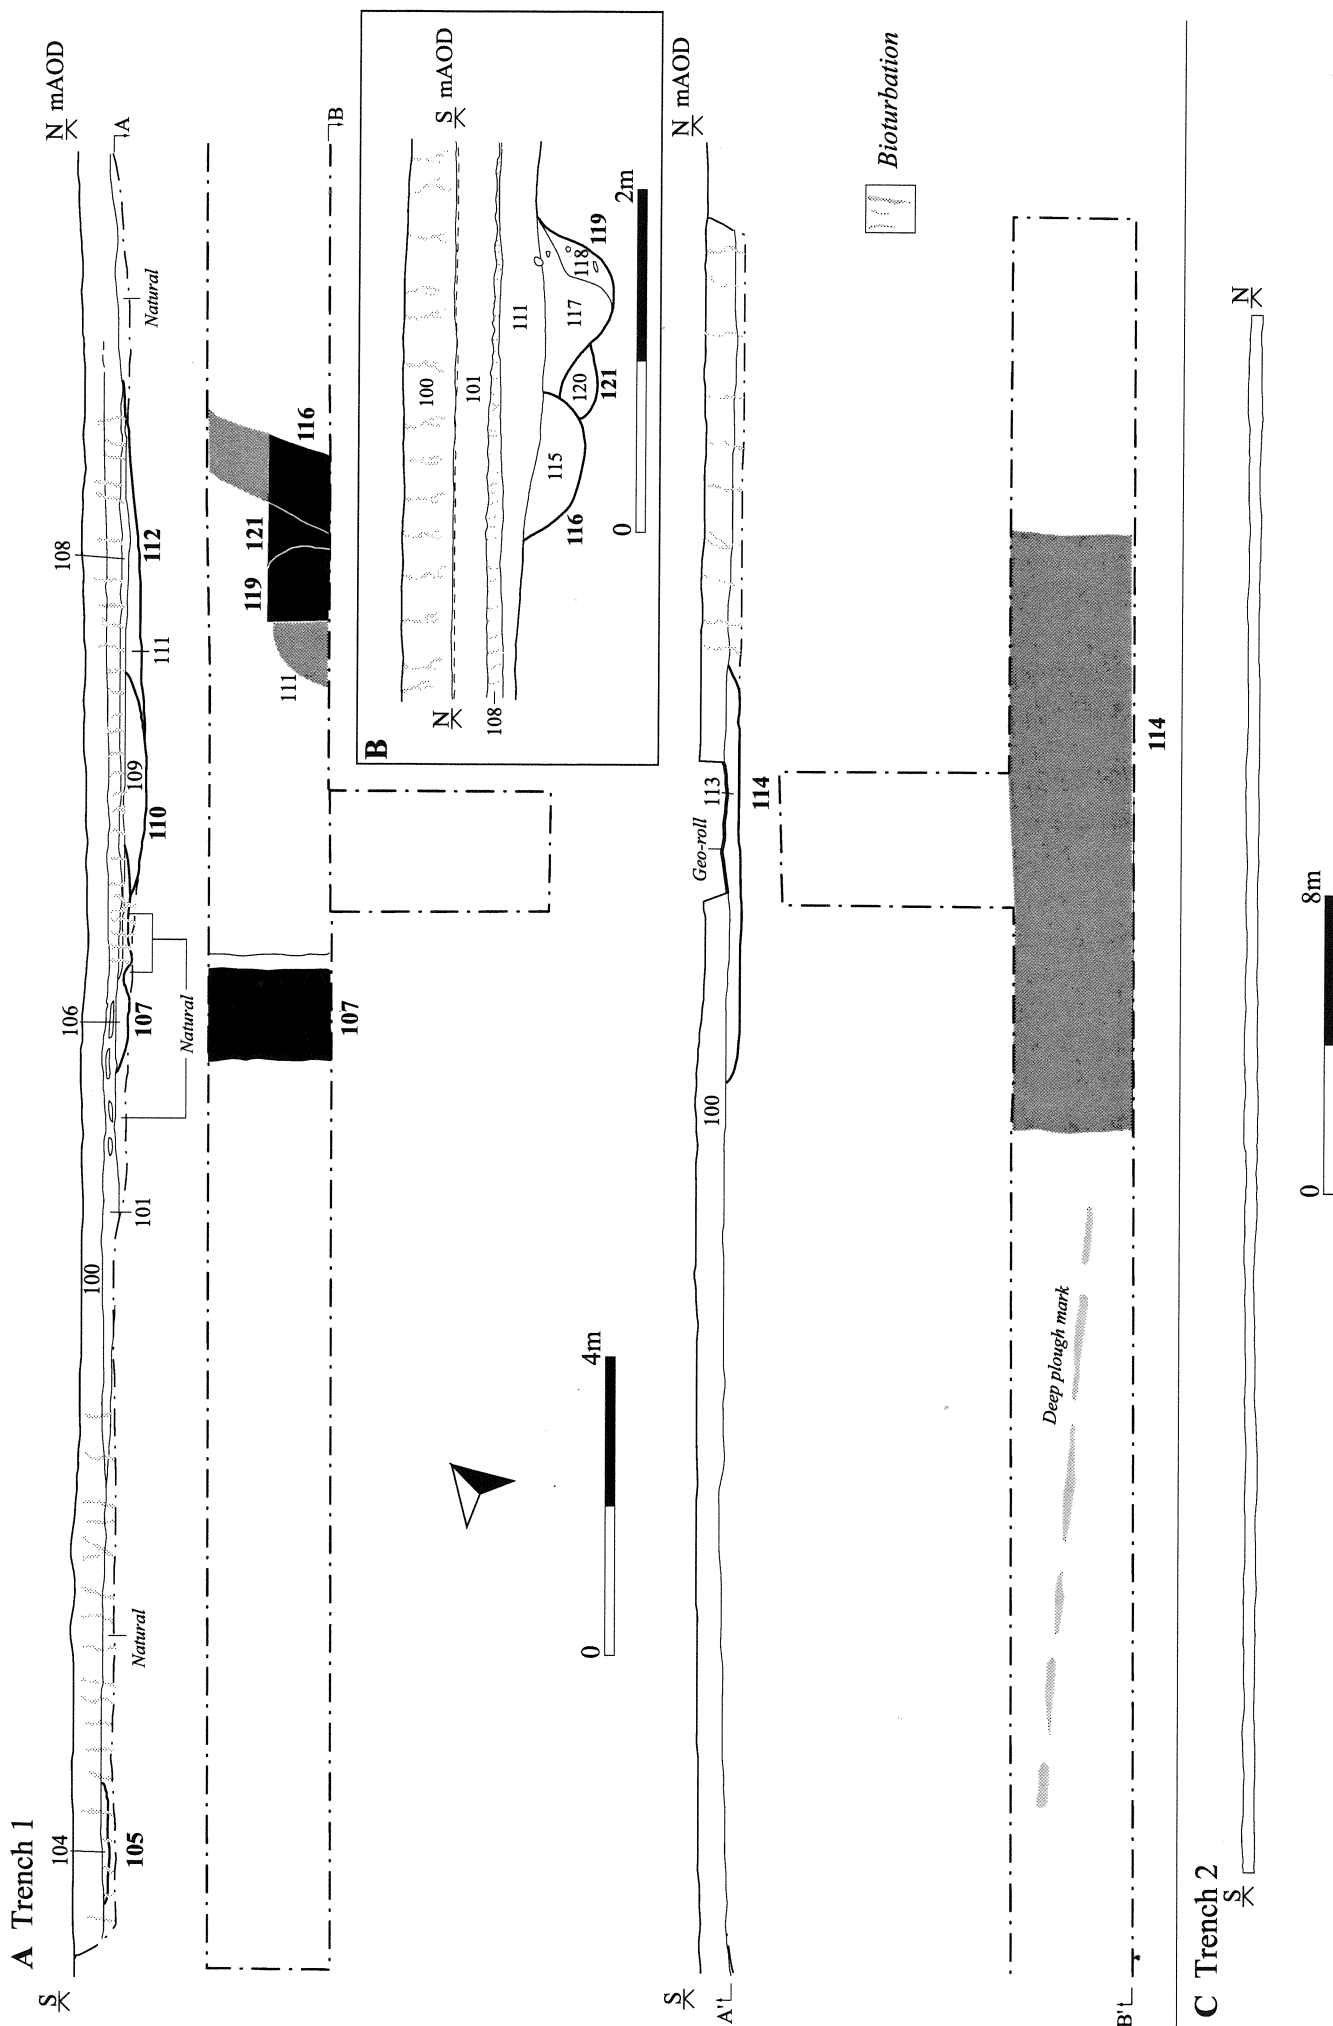 A Trench 1
S
N mAOD
104
105
Natural
100
101
106
107
Natural
110
109
111
108
112
Natural
A
107
111
119
121
116
B
0
4m
B
N
S mAOD
100
101
108
111
115
116
120
121
117
118
119
0
2m
S
N mAOD
A''
100
Geo-roll
113
114
Bioturbation
Deep plough mark
114
B''
C Trench 2
S
N
0
8m